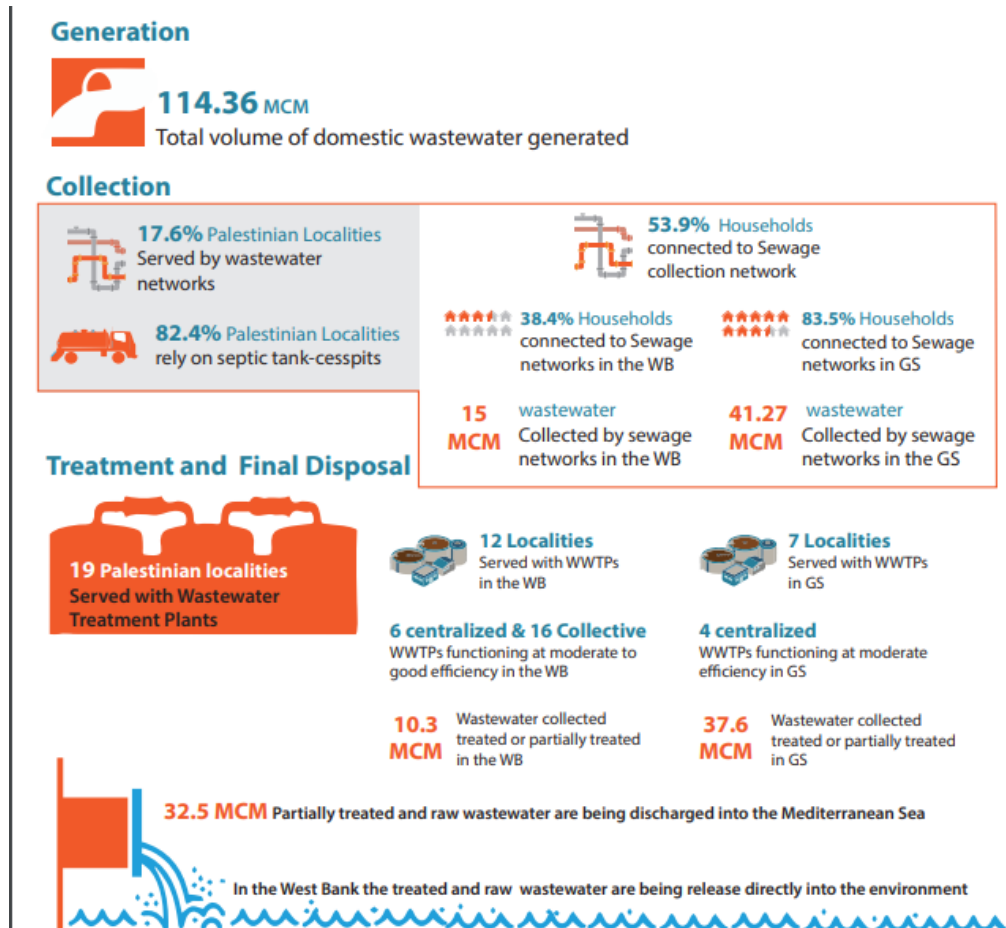 Generation
114.36 MCM
Total volume of domestic wastewater generated
Collection
17.6% Palestinian Localities
Served by wastewater
networks
82.4% Palestinian Localities
rely on septic tank-cesspits
53.9% Households
connected to Sewage
collection network
38.4% Households
connected to Sewage
networks in the WB
83.5% Households
connected to Sewage
networks in GS
15
MCM
wastewater
Collected by sewage
networks in the WB
41.27
MCM
wastewater
Collected by sewage
networks in the GS
Treatment and Final Disposal
19 Palestinian localities
Served with Wastewater
Treatment Plants
12 Localities
Served with WWTPs
in the WB
7 Localities
Served with WWTPs
in GS
6 centralized & 16 Collective
WWTPs functioning at moderate to
good efficiency in the WB
4 centralized
WWTPs functioning at moderate
efficiency in GS
10.3
MCM
Wastewater collected
treated or partially treated
in the WB
37.6
MCM
Wastewater collected
treated or partially treated
in GS
32.5 MCM Partially treated and raw wastewater are being discharged into the Mediterranean Sea
In the West Bank the treated and raw wastewater are being release directly into the environment